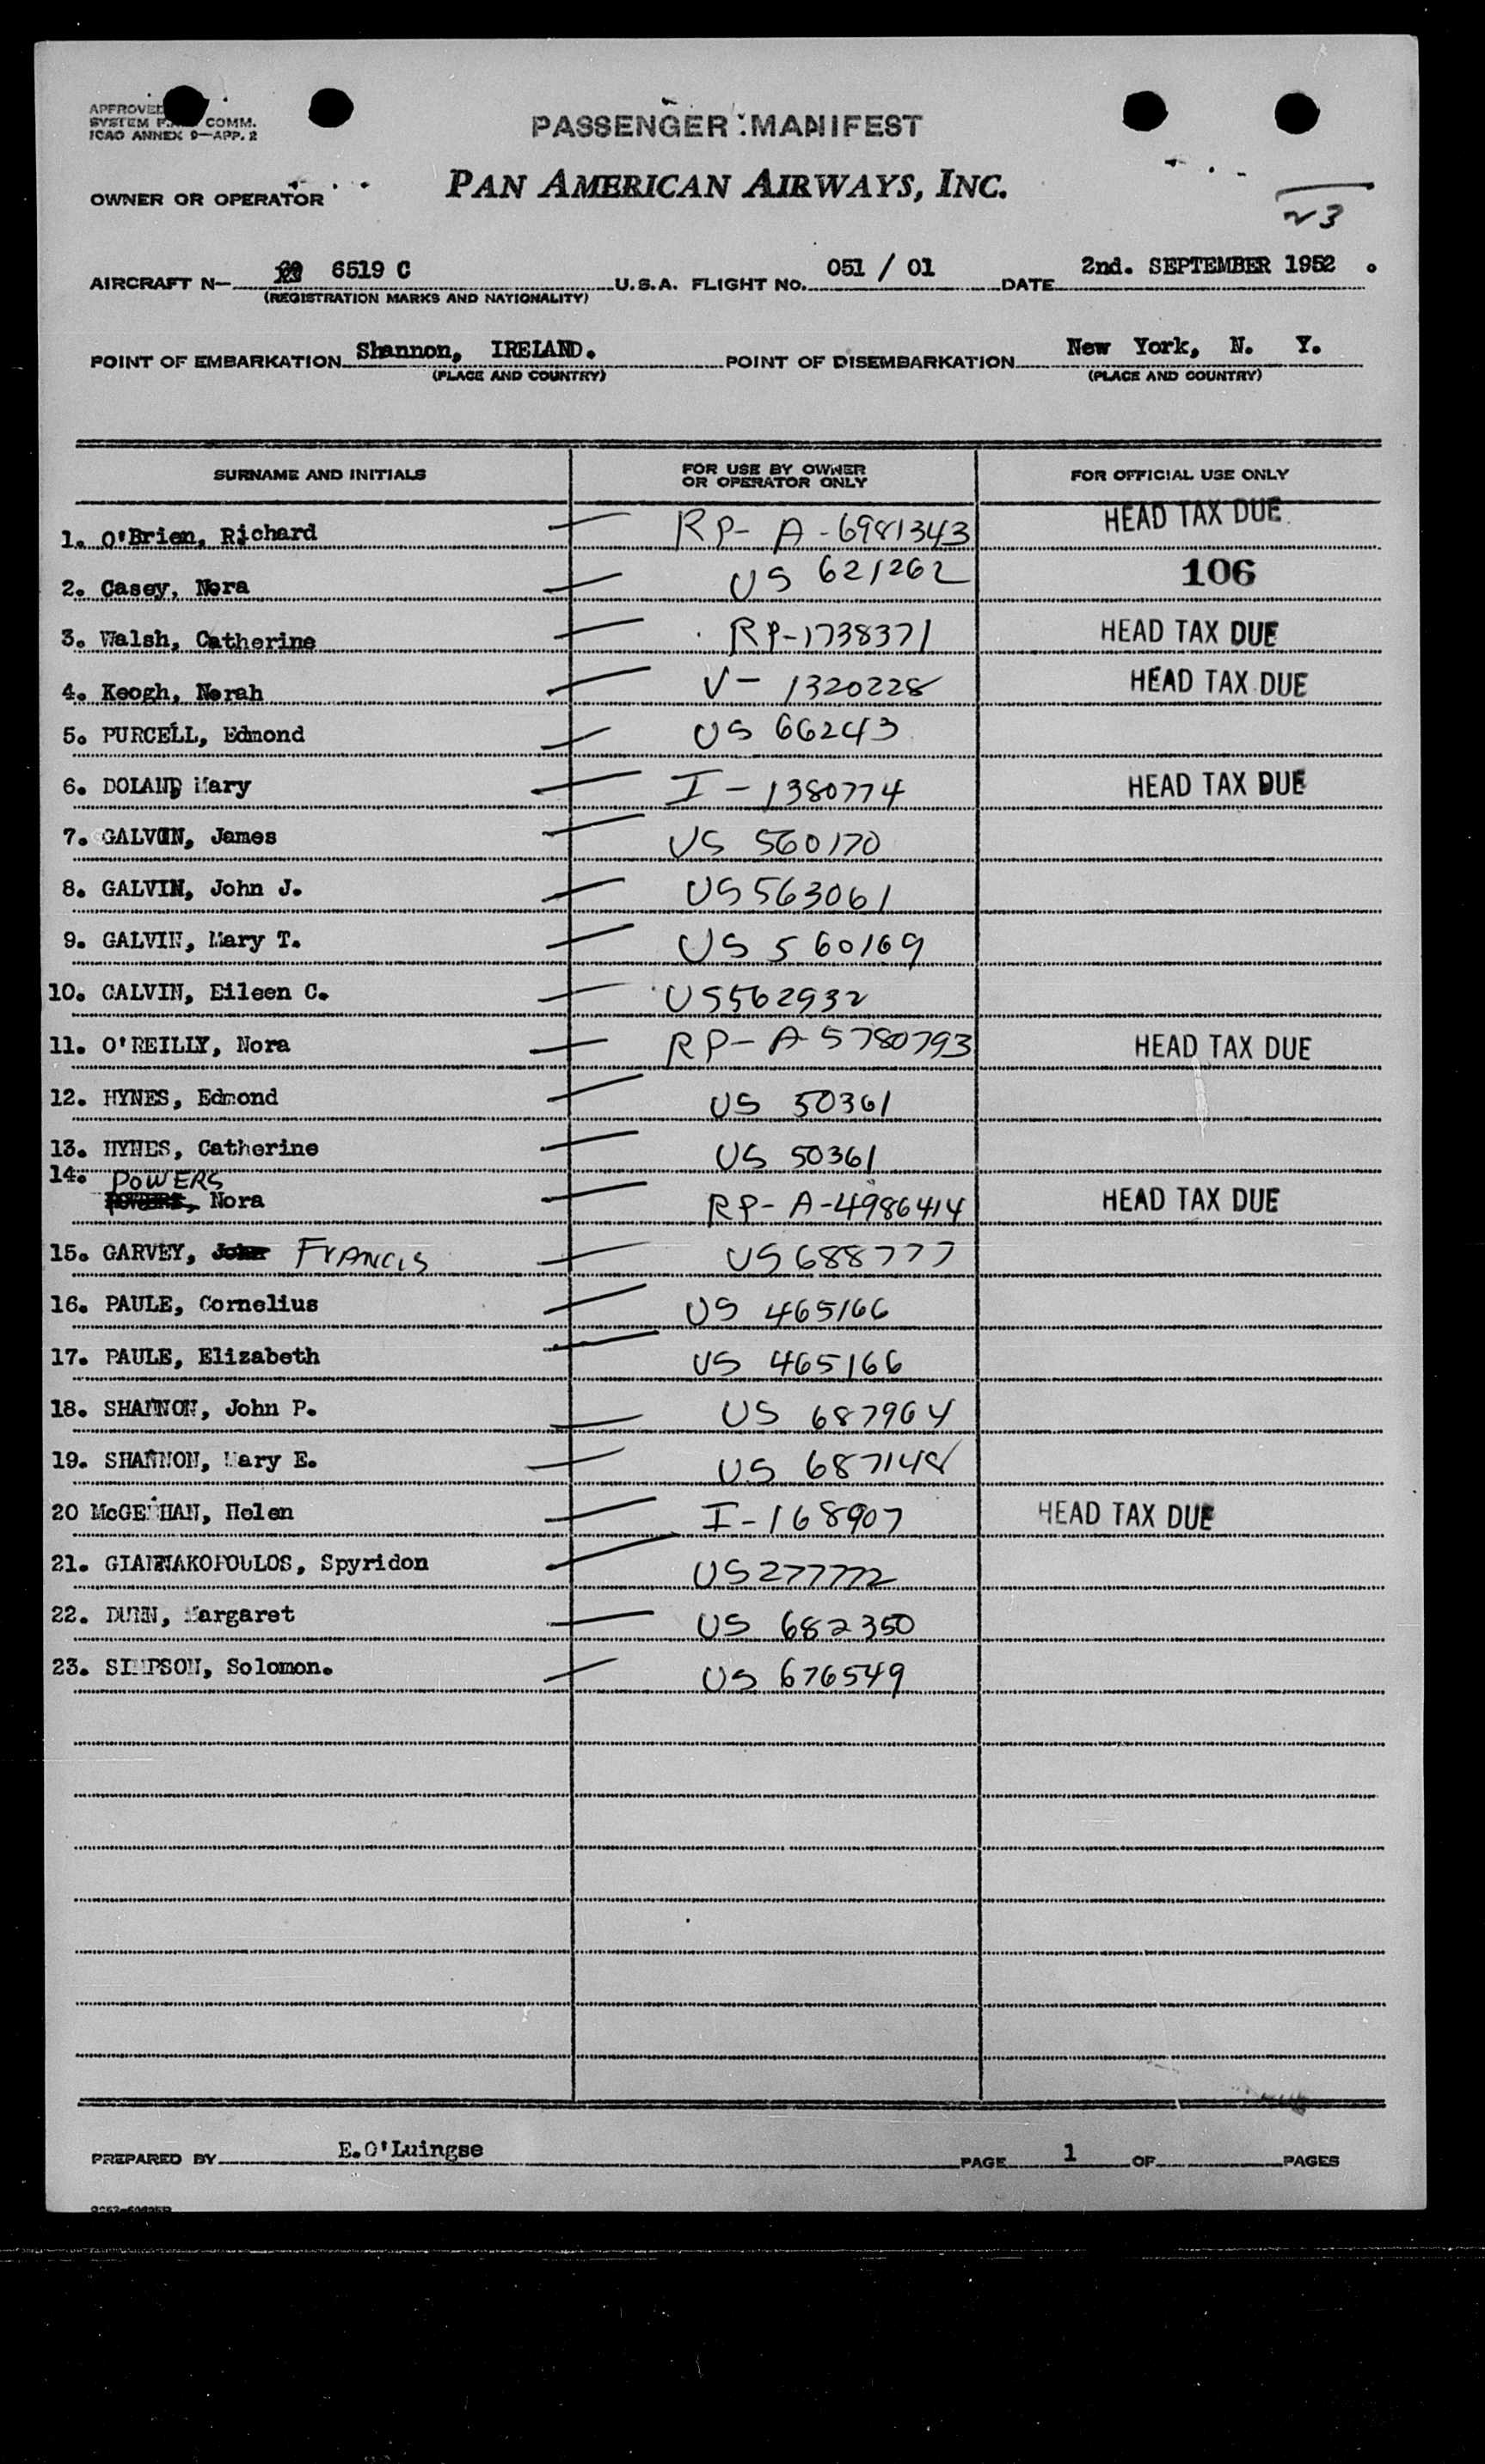 APPROVED
SYSTEM COMM.
ICAO ANNEX 9—APP. 2
PASSENGER MANIFEST
OWNER OR OPERATOR PAN AMERICAN AIRWAYS, INC.
23
AIRCRAFT N— 6519 C U.S.A. FLIGHT NO. 051 / 01 DATE 2nd. SEPTEMBER 1952.
(REGISTRATION MARKS AND NATIONALITY)
POINT OF EMBARKATION Shannon, IRELAND. POINT OF DISEMBARKATION New York, N. Y.
(PLACE AND COUNTRY) (PLACE AND COUNTRY)
SURNAME AND INITIALS FOR USE BY OWNER OR OPERATOR ONLY FOR OFFICIAL USE ONLY
1. O'Brien, Richard RP- A-6981343 HEAD TAX DUE
2. Casey, Nora US 621262 106
3. Walsh, Catherine RP-1738371 HEAD TAX DUE
4. Keogh, Norah V- 1320228 HEAD TAX DUE
5. PURCELL, Edmond US 66243
6. DOLAND, Mary I-1380774 HEAD TAX DUE
7. GALVIN, James US 560170
8. GALVIN, John J. US 563061
9. GALVIN, Mary T. US 560169
10. GALVIN, Eileen C. US562932
11. O'REILLY, Nora RP-A-5780793 HEAD TAX DUE
12. HYNES, Edmond US 50361
13. HYNES, Catherine US 50361
14. POWERS
Nora RP-A-4986414 HEAD TAX DUE
15. GARVEY, John FrANCIS US 688777
16. PAULE, Cornelius US 465166
17. PAULE, Elizabeth US 465166
18. SHANNON, John P. US 687964
19. SHANNON, Mary E. US 687148
20 McGEEHAN, Helen I-168907 HEAD TAX DUE
21. GIANNAKOPOULOS, Spyridon US 277772
22. DUNN, Margaret US 682350
23. SIMPSON, Solomon. US 676549
PREPARED BY E.O'Luingse PAGE 1 OF PAGES